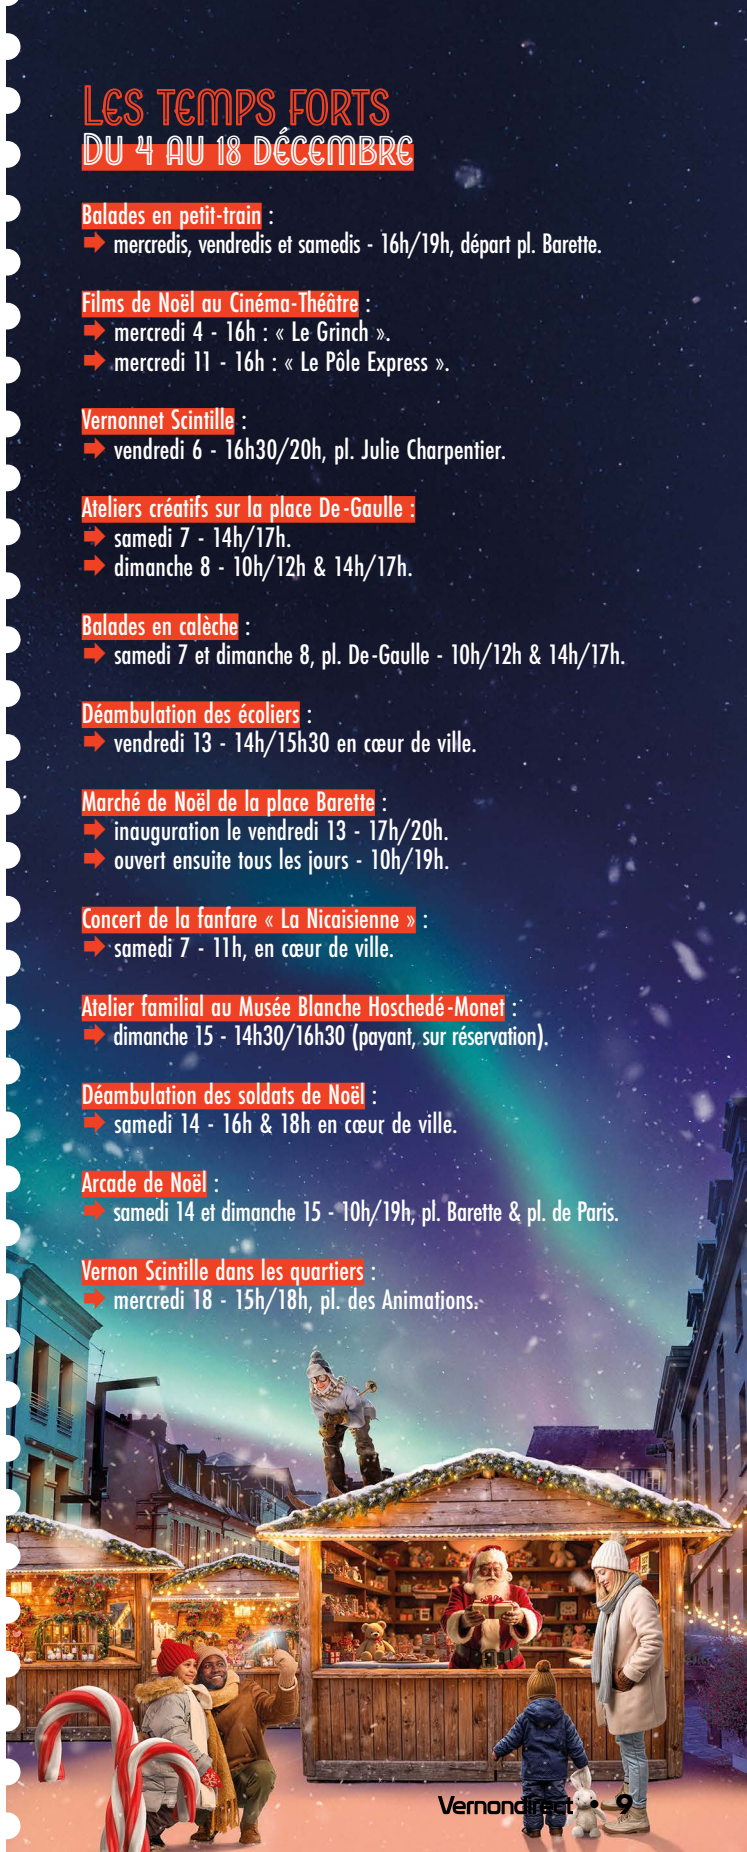 Les temps forts
du 4 au 18 décembre
Balades en petit-train :
mercredis, vendredis et samedis - 16h/19h, départ pl. Barette.
Films de Noël au Cinéma-Théâtre :
mercredi 4 - 16h : « Le Grinch ».
mercredi 11 - 16h : « Le Pôle Express ».
Vernonnet Scintille :
vendredi 6 - 16h30/20h, pl. Julie Charpentier.
Ateliers créatifs sur la place De-Gaulle :
samedi 7 - 14h/17h.
dimanche 8 - 10h/12h & 14h/17h.
Balades en calèche :
samedi 7 et dimanche 8, pl. De-Gaulle - 10h/12h & 14h/17h.
Déambulation des écoliers :
vendredi 13 - 14h/15h30 en cœur de ville.
Marché de Noël de la place Barette :
inauguration le vendredi 13 - 17h/20h.
ouvert ensuite tous les jours - 10h/19h.
Concert de la fanfare « La Nicaisienne » :
samedi 7 - 11h, en cœur de ville.
Atelier familial au Musée Blanche Hoschedé-Monet :
dimanche 15 - 14h30/16h30 (payant, sur réservation).
Déambulation des soldats de Noël :
samedi 14 - 16h & 18h en cœur de ville.
Arcade de Noël :
samedi 14 et dimanche 15 - 10h/19h, pl. Barette & pl. de Paris.
Vernon Scintille dans les quartiers :
mercredi 18 - 15h/18h, pl. des Animations.
Vernondirect • 9